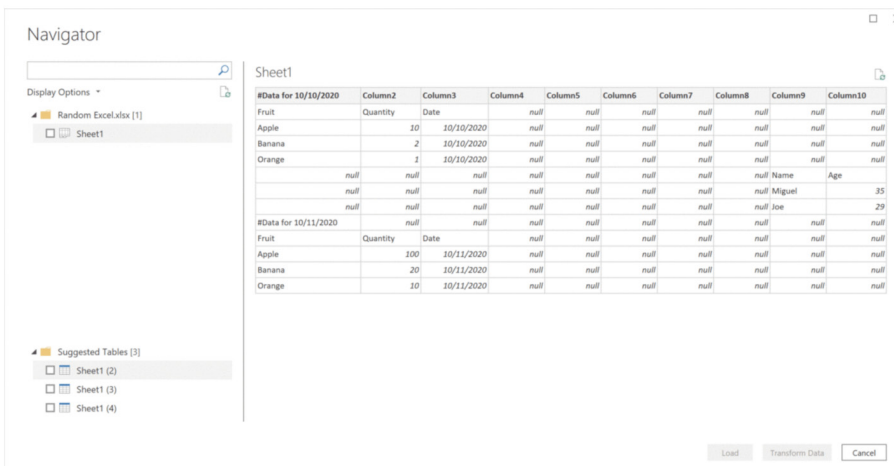 Navigator
Display Options
Random Excel.xlsx [1]
Sheet1
Suggested Tables [3]
Sheet1 (2)
Sheet1 (3)
Sheet1 (4)
Sheet1
#Data for 10/10/2020 Column2 Column3 Column4 Column5 Column6 Column7 Column8 Column9 Column10
Fruit Quantity Date null null null null null null null
Apple 10 10/10/2020 null null null null null null null
Banana 2 10/10/2020 null null null null null null null
Orange 1 10/10/2020 null null null null null null null
null null null null null null null null Name Age
null null null null null null null null Miguel 35
null null null null null null null null Joe 29
#Data for 10/11/2020 null null null null null null null null null
Fruit Quantity Date null null null null null null null
Apple 100 10/11/2020 null null null null null null null
Banana 20 10/11/2020 null null null null null null null
Orange 10 10/11/2020 null null null null null null null
Load Transform Data Cancel